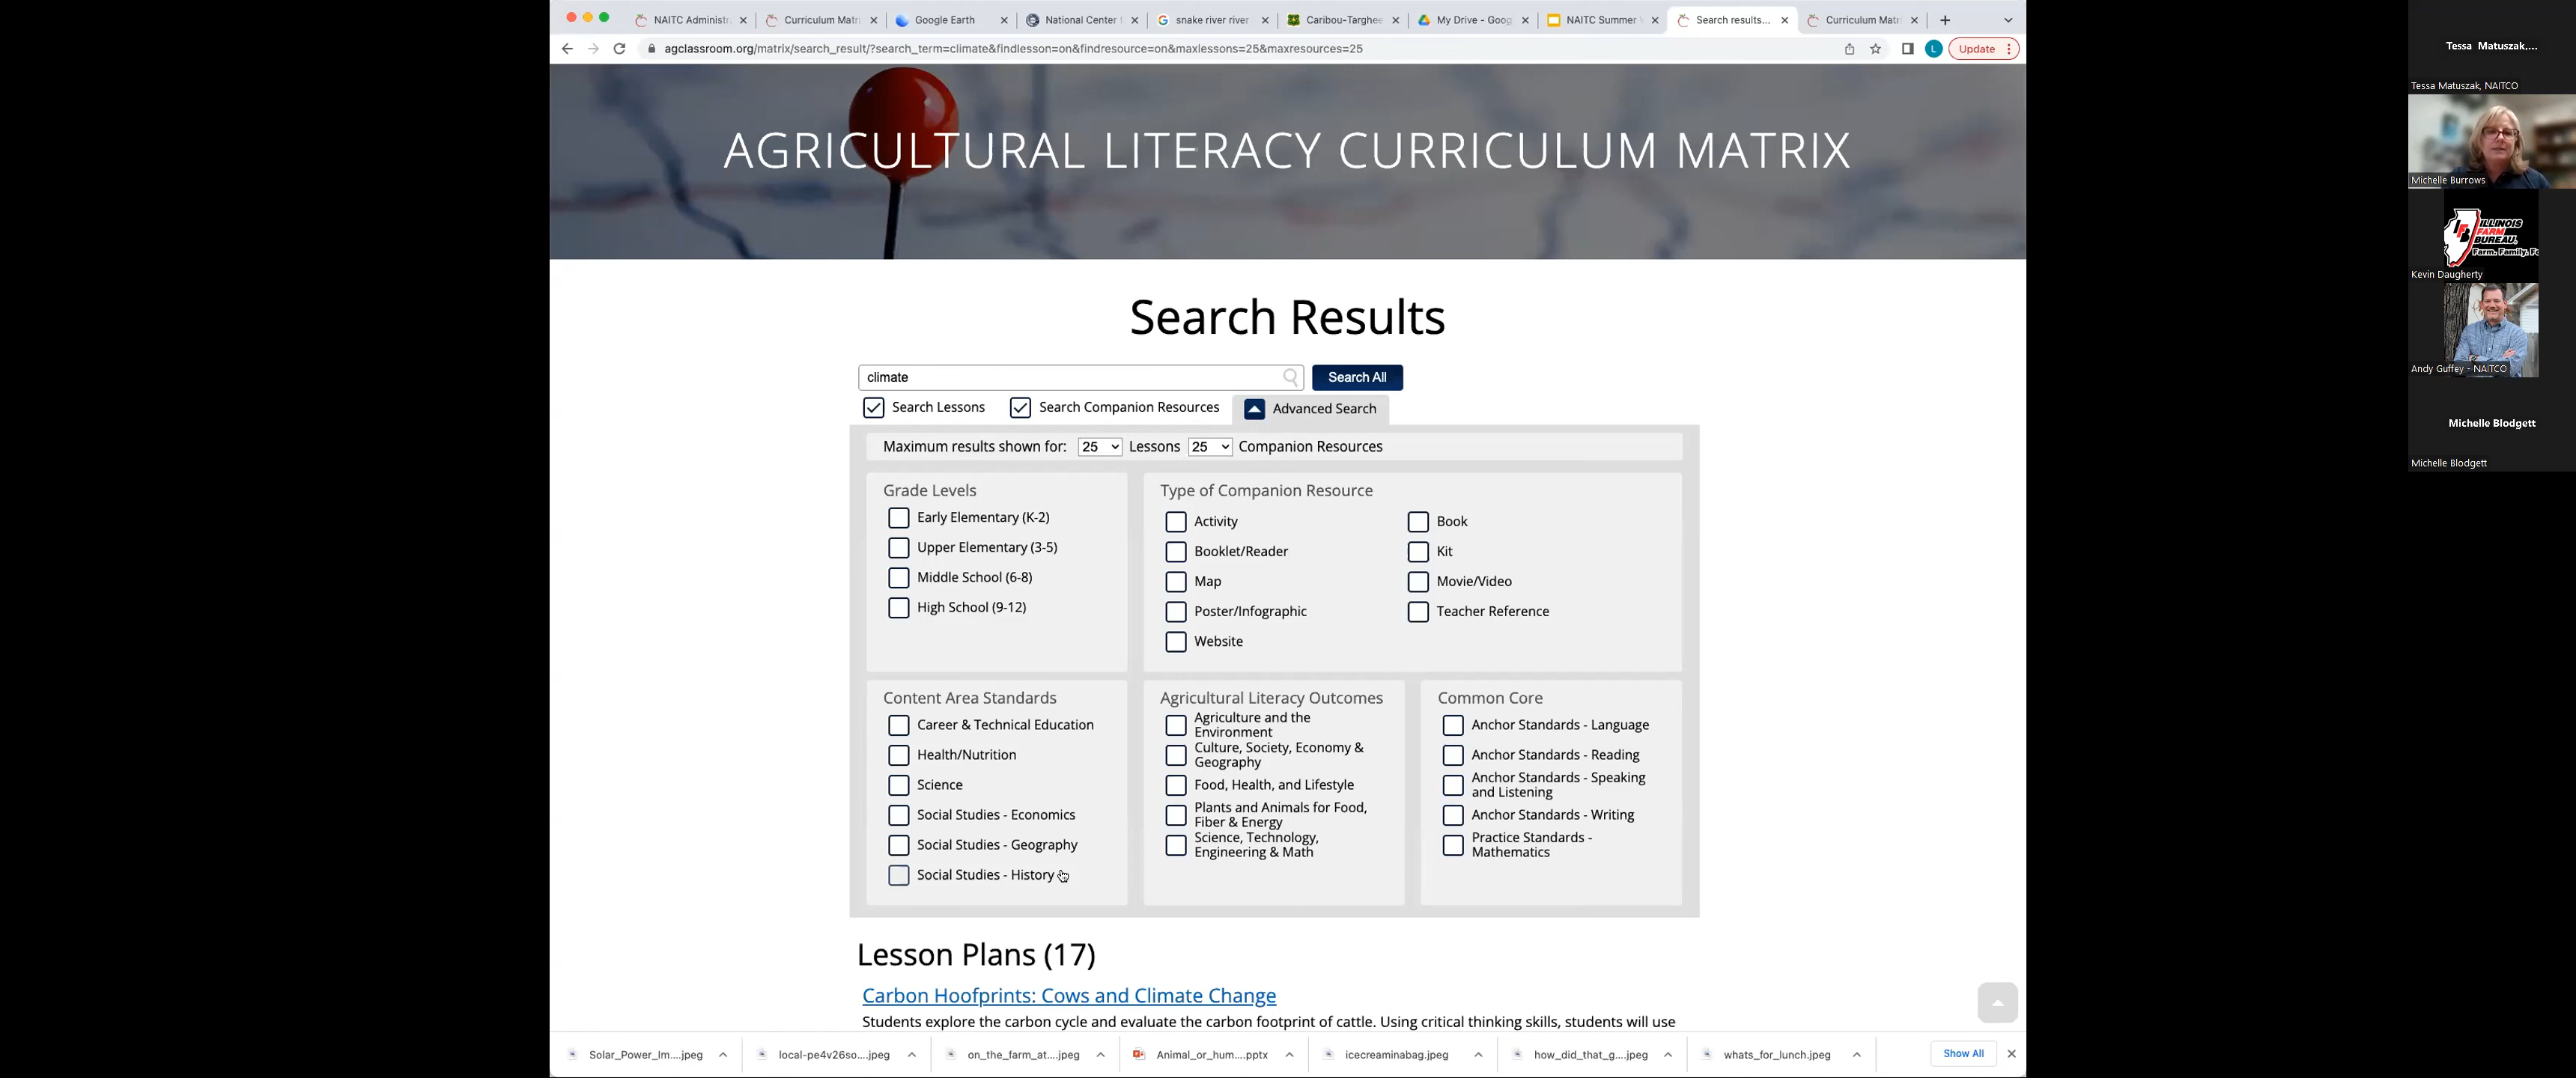 NAITC Administ
Curriculum Matri
Google Earth
National Center f
snake river river
Caribou-Targhee
My Drive - Goog
NAITC Summer
Search results...
Curriculum Mat
agclassroom.org/matrix/search_result/?search_term=climate&findlesson=on&findresource=on&maxlessons=25&maxresources=25
L
Update
AGRICULTURAL LITERACY CURRICULUM MATRIX
Search Results
climate
Search All
Search Lessons
Search Companion Resources
Advanced Search
Maximum results shown for: 25 Lessons 25 Companion Resources
Grade Levels
Early Elementary (K-2)
Upper Elementary (3-5)
Middle School (6-8)
High School (9-12)
Type of Companion Resource
Activity
Booklet/Reader
Map
Poster/Infographic
Website
Book
Kit
Movie/Video
Teacher Reference
Content Area Standards
Career & Technical Education
Health/Nutrition
Science
Social Studies - Economics
Social Studies - Geography
Social Studies - History
Agricultural Literacy Outcomes
Agriculture and the
Environment
Culture, Society, Economy &
Geography
Food, Health, and Lifestyle
Plants and Animals for Food,
Fiber & Energy
Science, Technology,
Engineering & Math
Common Core
Anchor Standards - Language
Anchor Standards - Reading
Anchor Standards - Speaking
and Listening
Anchor Standards - Writing
Practice Standards -
Mathematics
Lesson Plans (17)
Carbon Hoofprints: Cows and Climate Change
Students explore the carbon cycle and evaluate the carbon footprint of cattle. Using critical thinking skills, students will use
Solar_Power_Im....jpeg
local-pe4v26so....jpeg
on_the_farm_at....jpeg
Animal_or_hum....pptx
icecreaminabag.jpeg
how_did_that_g....jpeg
whats_for_lunch.jpeg
Show All
Tessa Matuszak,...
Tessa Matuszak, NAITCO
Michelle Burrows
ILLINOIS
FARM
BUREAU.
Farm. Family. Fo
Kevin Daugherty
Andy Guffey - NAITCO
Michelle Blodgett
Michelle Blodgett